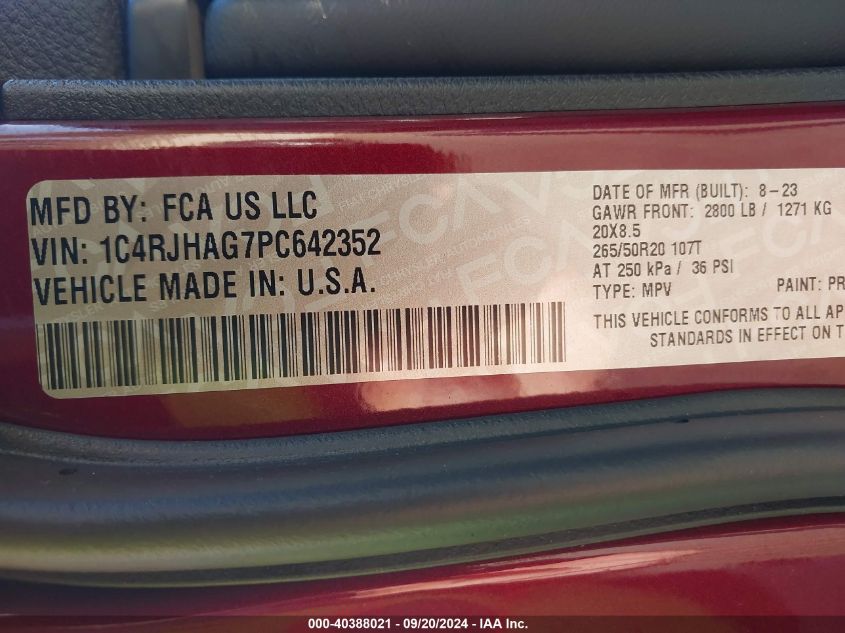 MFD BY: FCA US LLC
VIN: 1C4RJHAG7PC642352
VEHICLE MADE IN: U.S.A.
DATE OF MFR (BUILT): 8-23
GAWR FRONT: 2800 LB / 1271 KG
20X8.5
265/50R20 107T
AT 250 kPa / 36 PSI
TYPE: MPV PAINT: PR
THIS VEHICLE CONFORMS TO ALL AP
STANDARDS IN EFFECT ON T
000-40388021 - 09/20/2024 - IAA Inc.